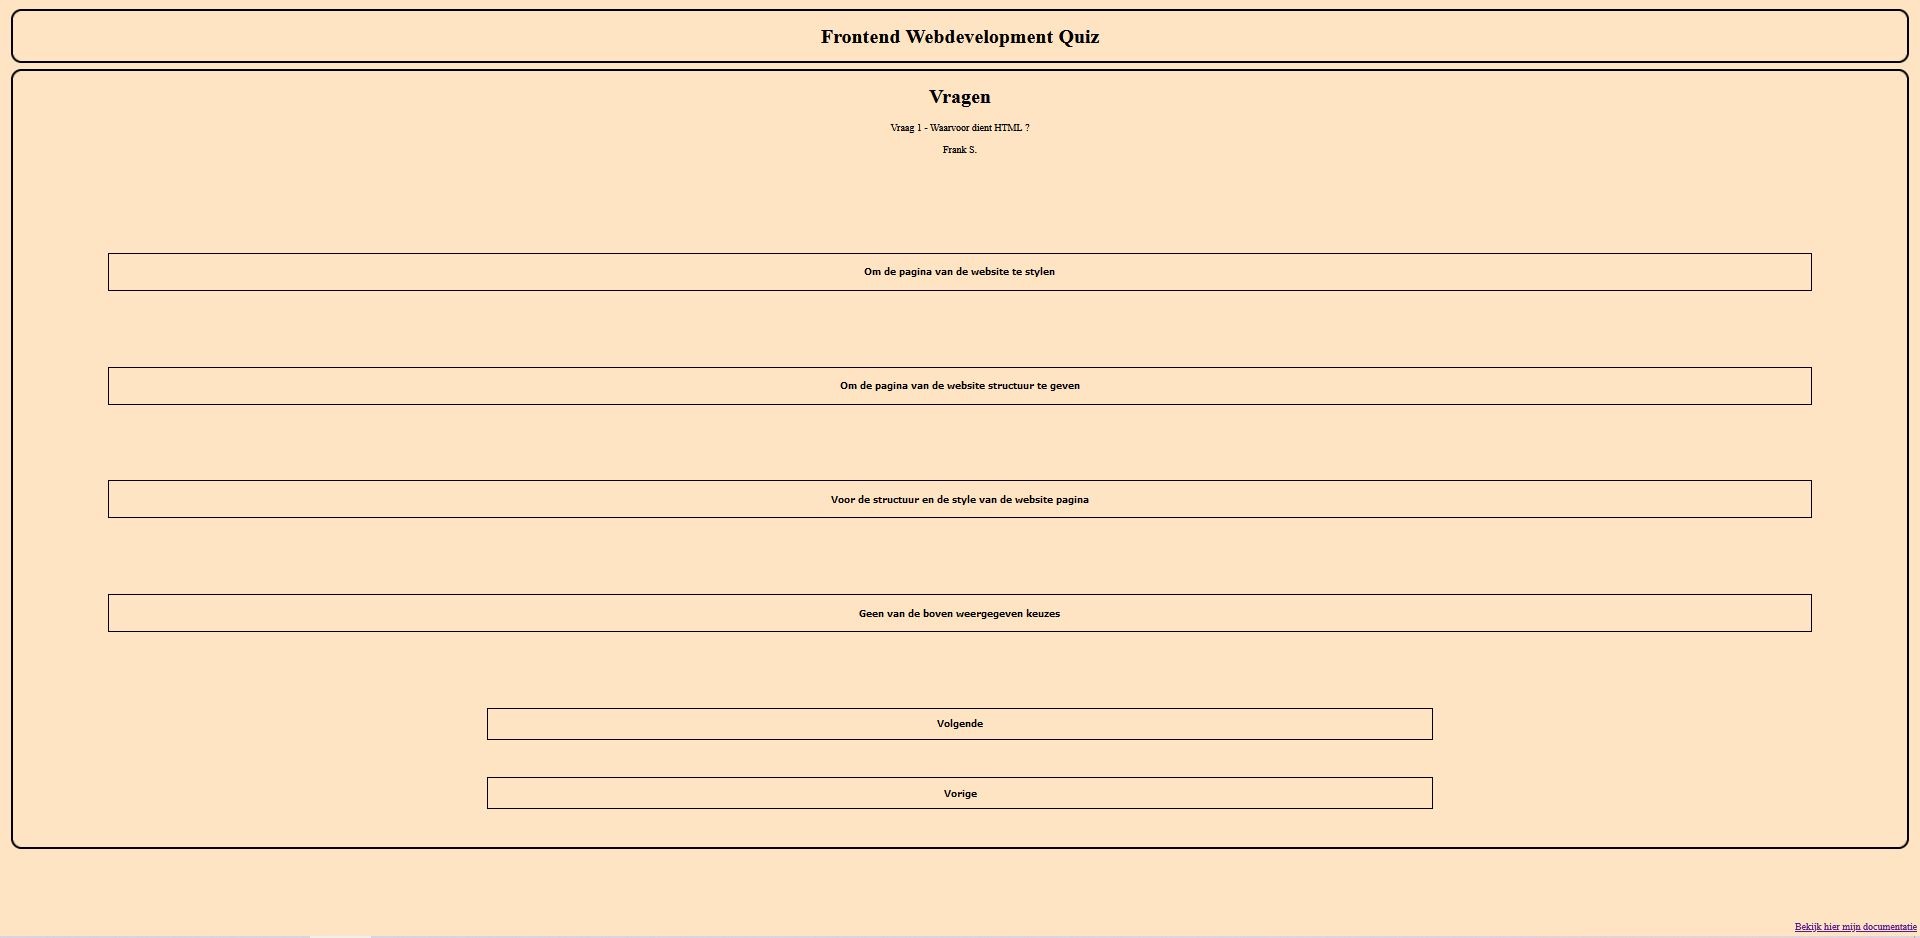 Frontend Webdevelopment Quiz
Vragen
Vraag 1 - Waarvoor dient HTML ?
Frank S.
Om de pagina van de website te stylen
Om de pagina van de website structuur te geven
Voor de structuur en de style van de website pagina
Geen van de boven weergegeven keuzes
Volgende
Vorige
Bekijk hier mijn documentatie